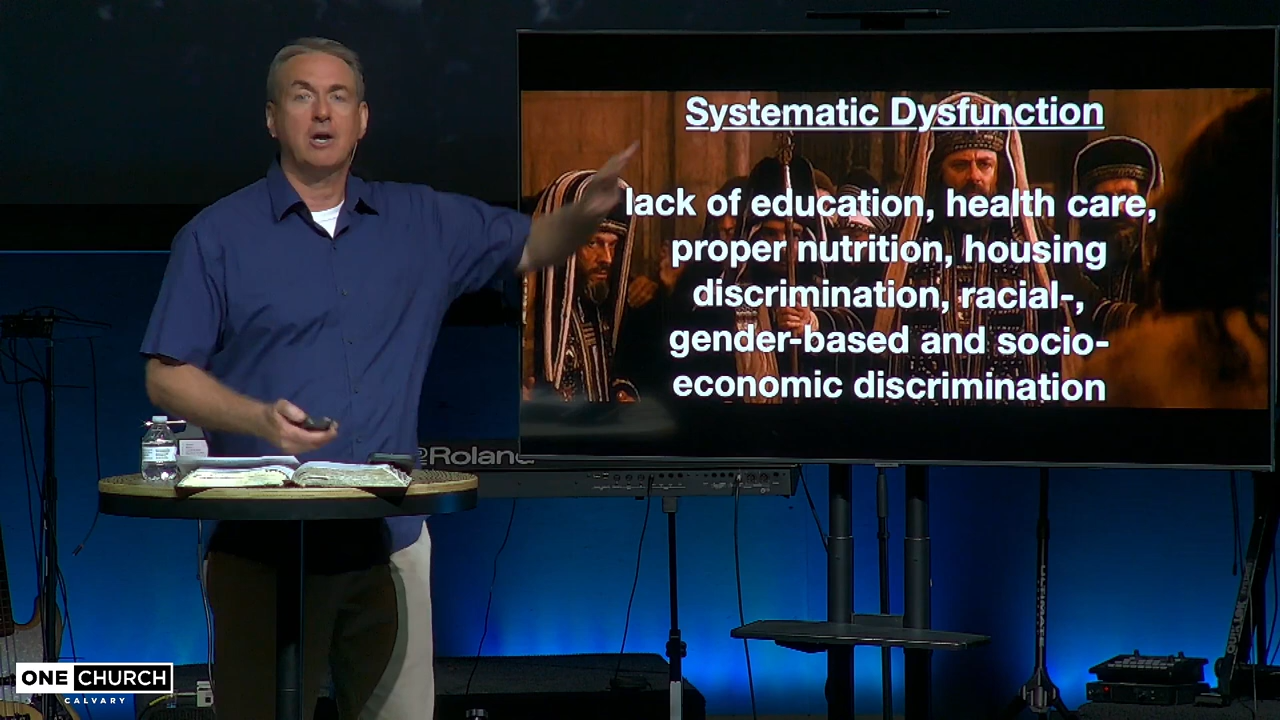 Systematic Dysfunction
lack of education, health care,
proper nutrition, housing
discrimination, racial-,
gender-based and socio-
economic discrimination
Roland
ONE CHURCH
CALVARY